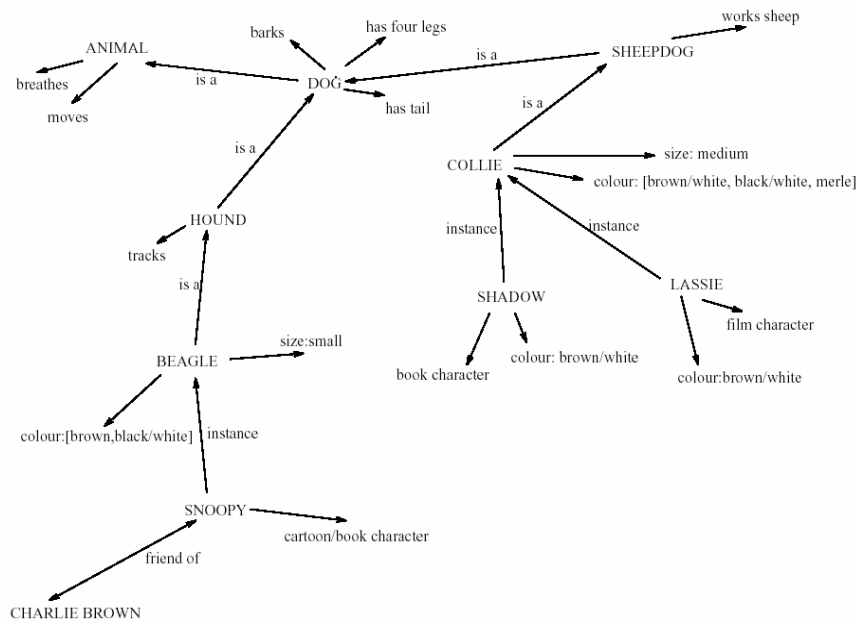 works sheep
has four legs
barks
ANIMAL
SHEEPDOG
is a
breathes
is a
DOG
moves
has tail
is a
is a
size: medium
COLLIE
colour: [brown/white, black/white, merle]
HOUND
instance
instance
tracks
is a
LASSIE
SHADOW
film character
size:small
BEAGLE
colour: brown/white
book character
colour:brown/white
colour:[brown,black/white]
instance
SNOOPY
cartoon/book character
friend of
CHARLIE BROWN